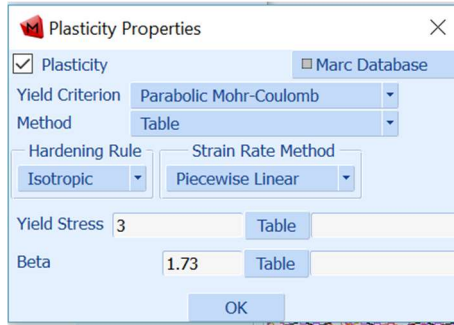 Plasticity Properties
Plasticity Marc Database
Yield Criterion Parabolic Mohr-Coulomb
Method Table
Hardening Rule Strain Rate Method
Isotropic Piecewise Linear
Yield Stress 3 Table
Beta 1.73 Table
OK